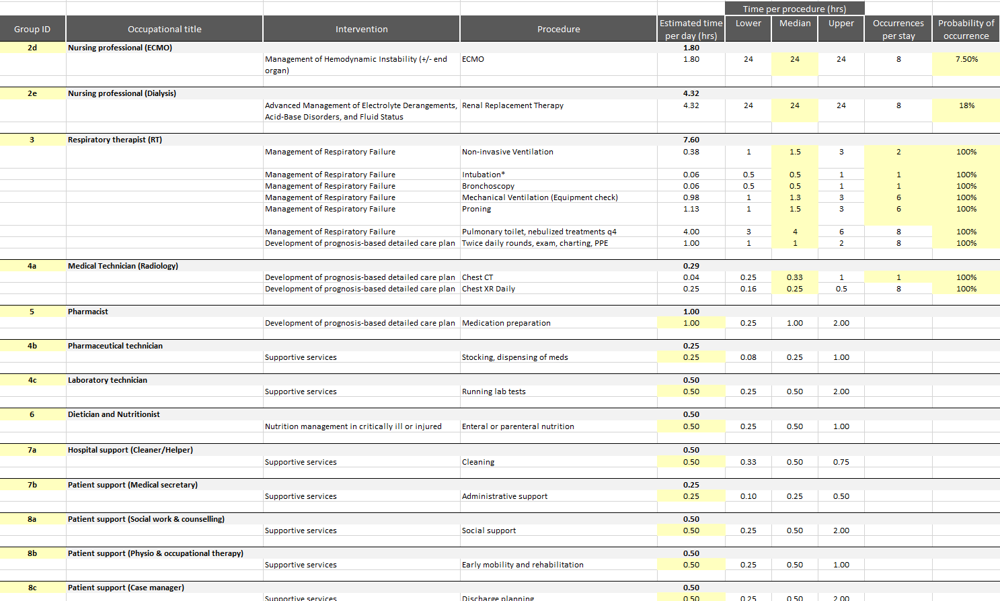 Time per procedure (hrs)
Group ID Occupational title Intervention Procedure Estimated time per day (hrs) Lower Median Upper Occurrences per stay Probability of occurrence
2d Nursing professional (ECMO) 1.80
Management of Hemodynamic Instability (+/- end organ) ECMO 1.80 24 24 24 8 7.50%
2e Nursing professional (Dialysis) 4.32
Advanced Management of Electrolyte Derangements, Acid-Base Disorders, and Fluid Status Renal Replacement Therapy 4.32 24 24 24 8 18%
3 Respiratory therapist (RT) 7.60
Management of Respiratory Failure Non-invasive Ventilation 0.38 1 1.5 3 2 100%
Management of Respiratory Failure Intubation* 0.06 0.5 0.5 1 1 100%
Management of Respiratory Failure Bronchoscopy 0.06 0.5 0.5 1 1 100%
Management of Respiratory Failure Mechanical Ventilation (Equipment check) 0.98 1 1.3 3 6 100%
Management of Respiratory Failure Proning 1.13 1 1.5 3 6 100%
Management of Respiratory Failure Pulmonary toilet, nebulized treatments q4 4.00 3 4 6 8 100%
Development of prognosis-based detailed care plan Twice daily rounds, exam, charting, PPE 1.00 1 1 2 8 100%
4a Medical Technician (Radiology) 0.29
Development of prognosis-based detailed care plan Chest CT 0.04 0.25 0.33 1 1 100%
Development of prognosis-based detailed care plan Chest XR Daily 0.25 0.16 0.25 0.5 8 100%
5 Pharmacist 1.00
Development of prognosis-based detailed care plan Medication preparation 1.00 0.25 1.00 2.00
4b Pharmaceutical technician 0.25
Supportive services Stocking, dispensing of meds 0.25 0.08 0.25 1.00
4c Laboratory technician 0.50
Supportive services Running lab tests 0.50 0.25 0.50 2.00
6 Dietician and Nutritionist 0.50
Nutrition management in critically ill or injured Enteral or parenteral nutrition 0.50 0.25 0.50 1.00
7a Hospital support (Cleaner/Helper) 0.50
Supportive services Cleaning 0.50 0.33 0.50 0.75
7b Patient support (Medical secretary) 0.25
Supportive services Administrative support 0.25 0.10 0.25 0.50
8a Patient support (Social work & counselling) 0.50
Supportive services Social support 0.50 0.25 0.50 2.00
8b Patient support (Physio & occupational therapy) 0.50
Supportive services Early mobility and rehabilitation 0.50 0.25 0.50 1.00
8c Patient support (Case manager) 0.50
Supportive services Discharge planning 0.50 0.25 0.50 2.00